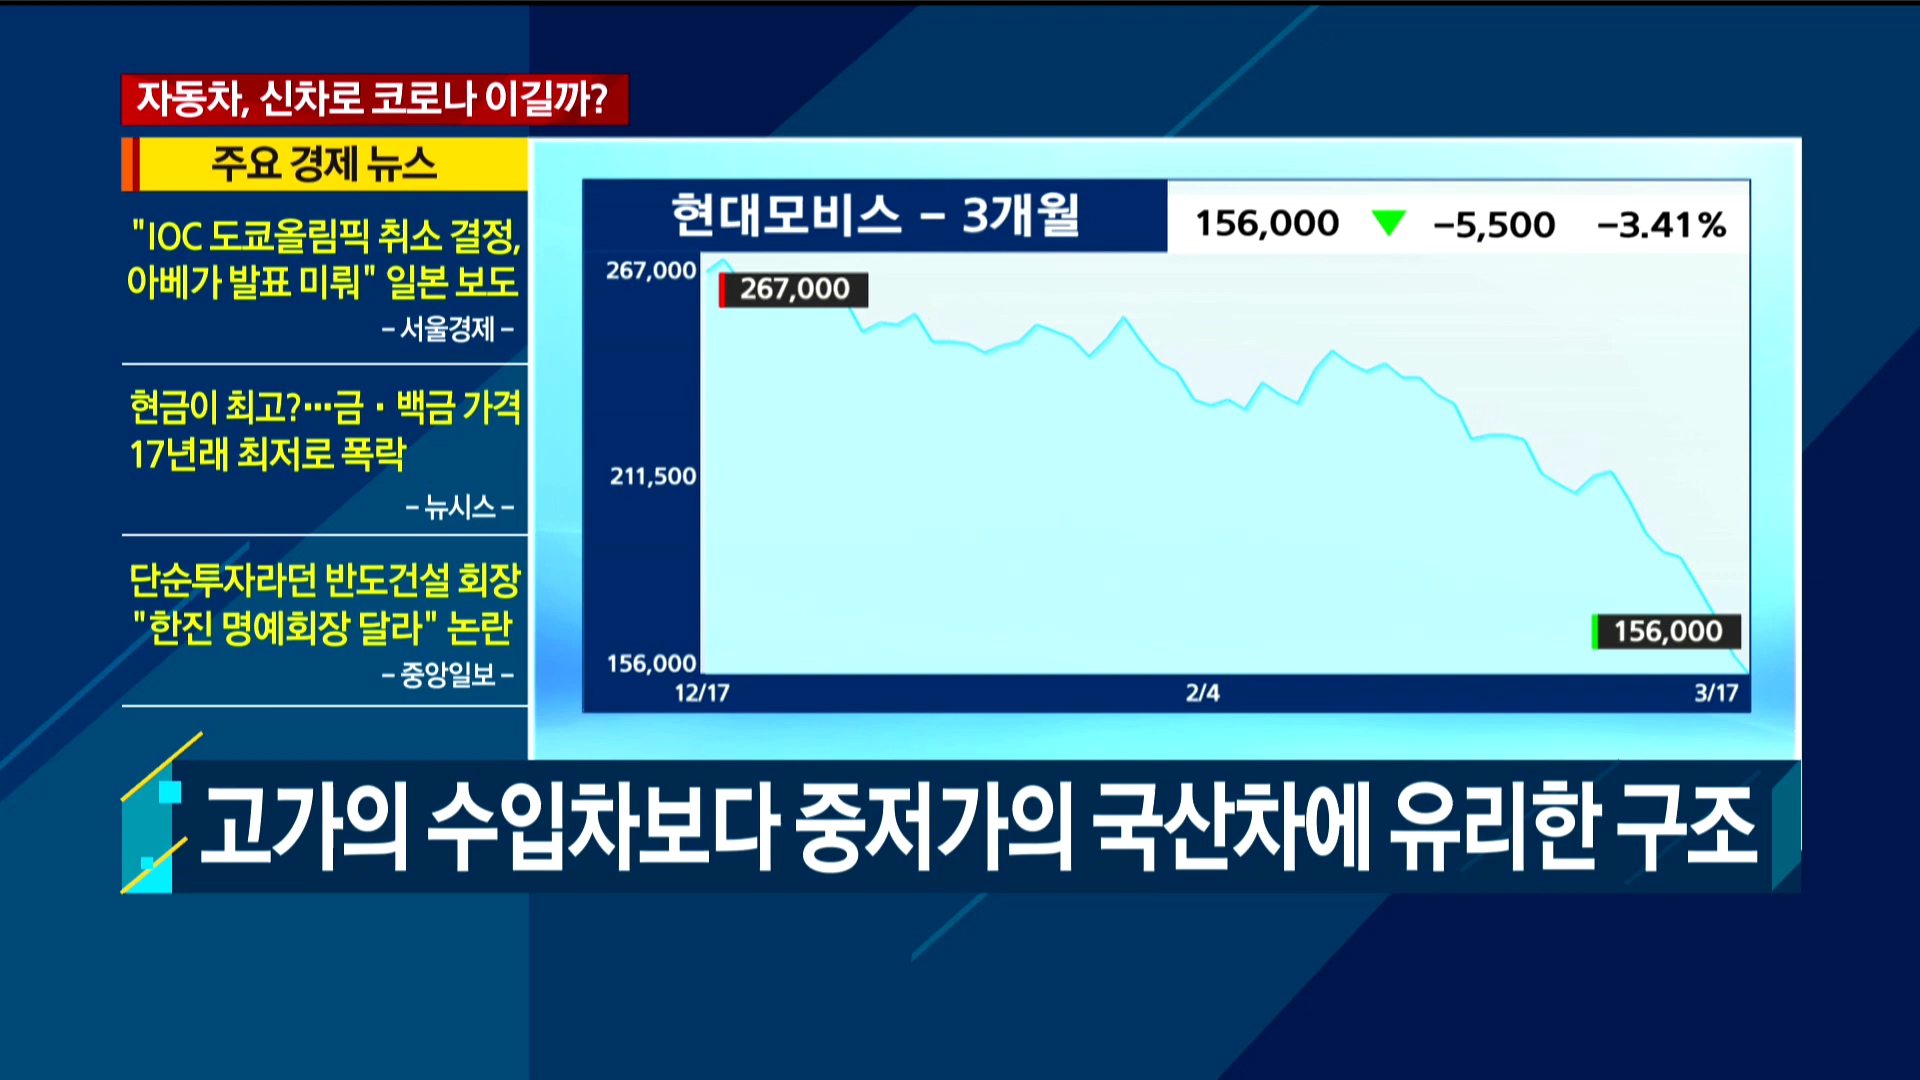 자동차, 신차로 코로나 이길까?
주요 경제 뉴스
"IOC 도쿄올림픽 취소 결정,
아베가 발표 미뤄" 일본 보도
- 서울경제 -
현금이 최고?…금 · 백금 가격
17년래 최저로 폭락
- 뉴시스 -
단순투자라던 반도건설 회장
"한진 명예회장 달라" 논란
- 중앙일보 -
현대모비스 - 3개월
156,000 ▼ -5,500 -3.41%
267,000
267,000
211,500
156,000
156,000
12/17 2/4 3/17
고가의 수입차보다 중저가의 국산차에 유리한 구조